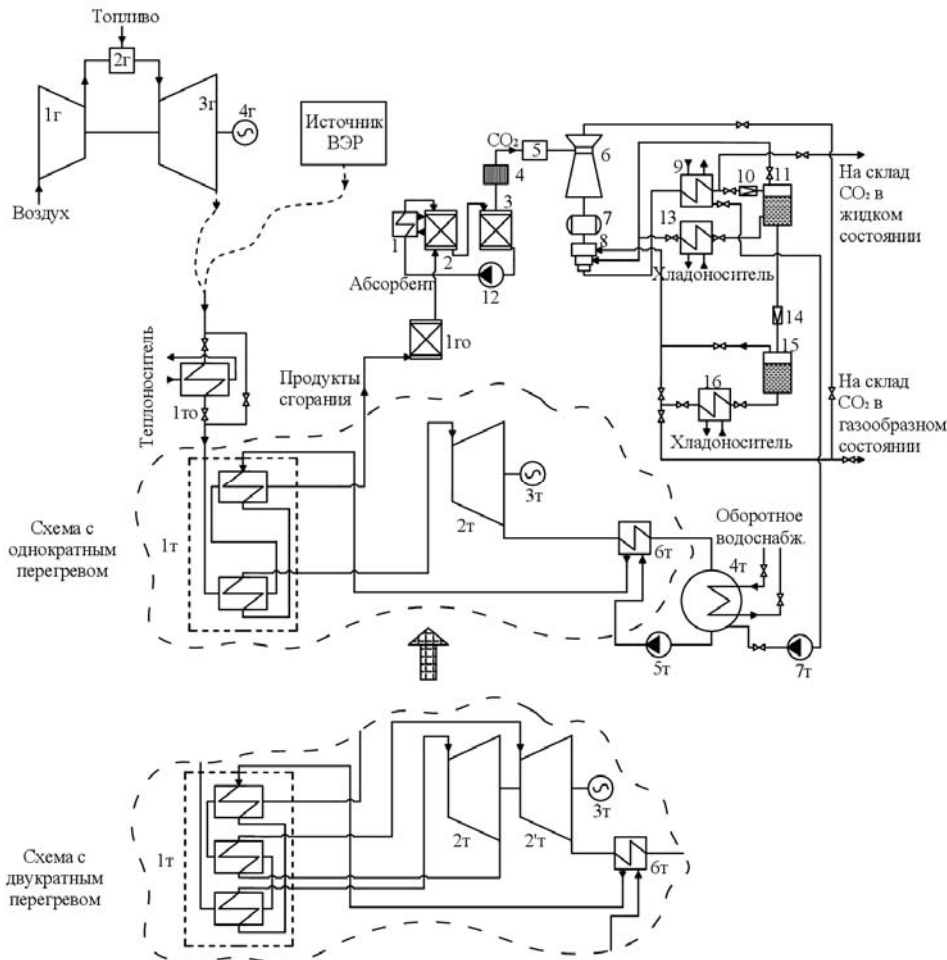 Топливо
2г
1г
3г
4г
Воздух
Источник
ВЭР
CO₂
5
6
4
3
7
8
1
2
Абсорбент
12
9
10
11
13
Хладоноситель
На склад
CO₂ в
жидком
состоянии
14
15
16
Хладоноситель
На склад
CO₂ в
газообразном
состоянии
1го
Продукты
сгорания
Теплоноситель
1то
Схема с
однократным
перегревом
1т
2т
3т
6т
Оборотное
водоснабж.
4т
5т
7т
Схема с
двукратным
перегревом
1т
2т
2'т
3т
6т